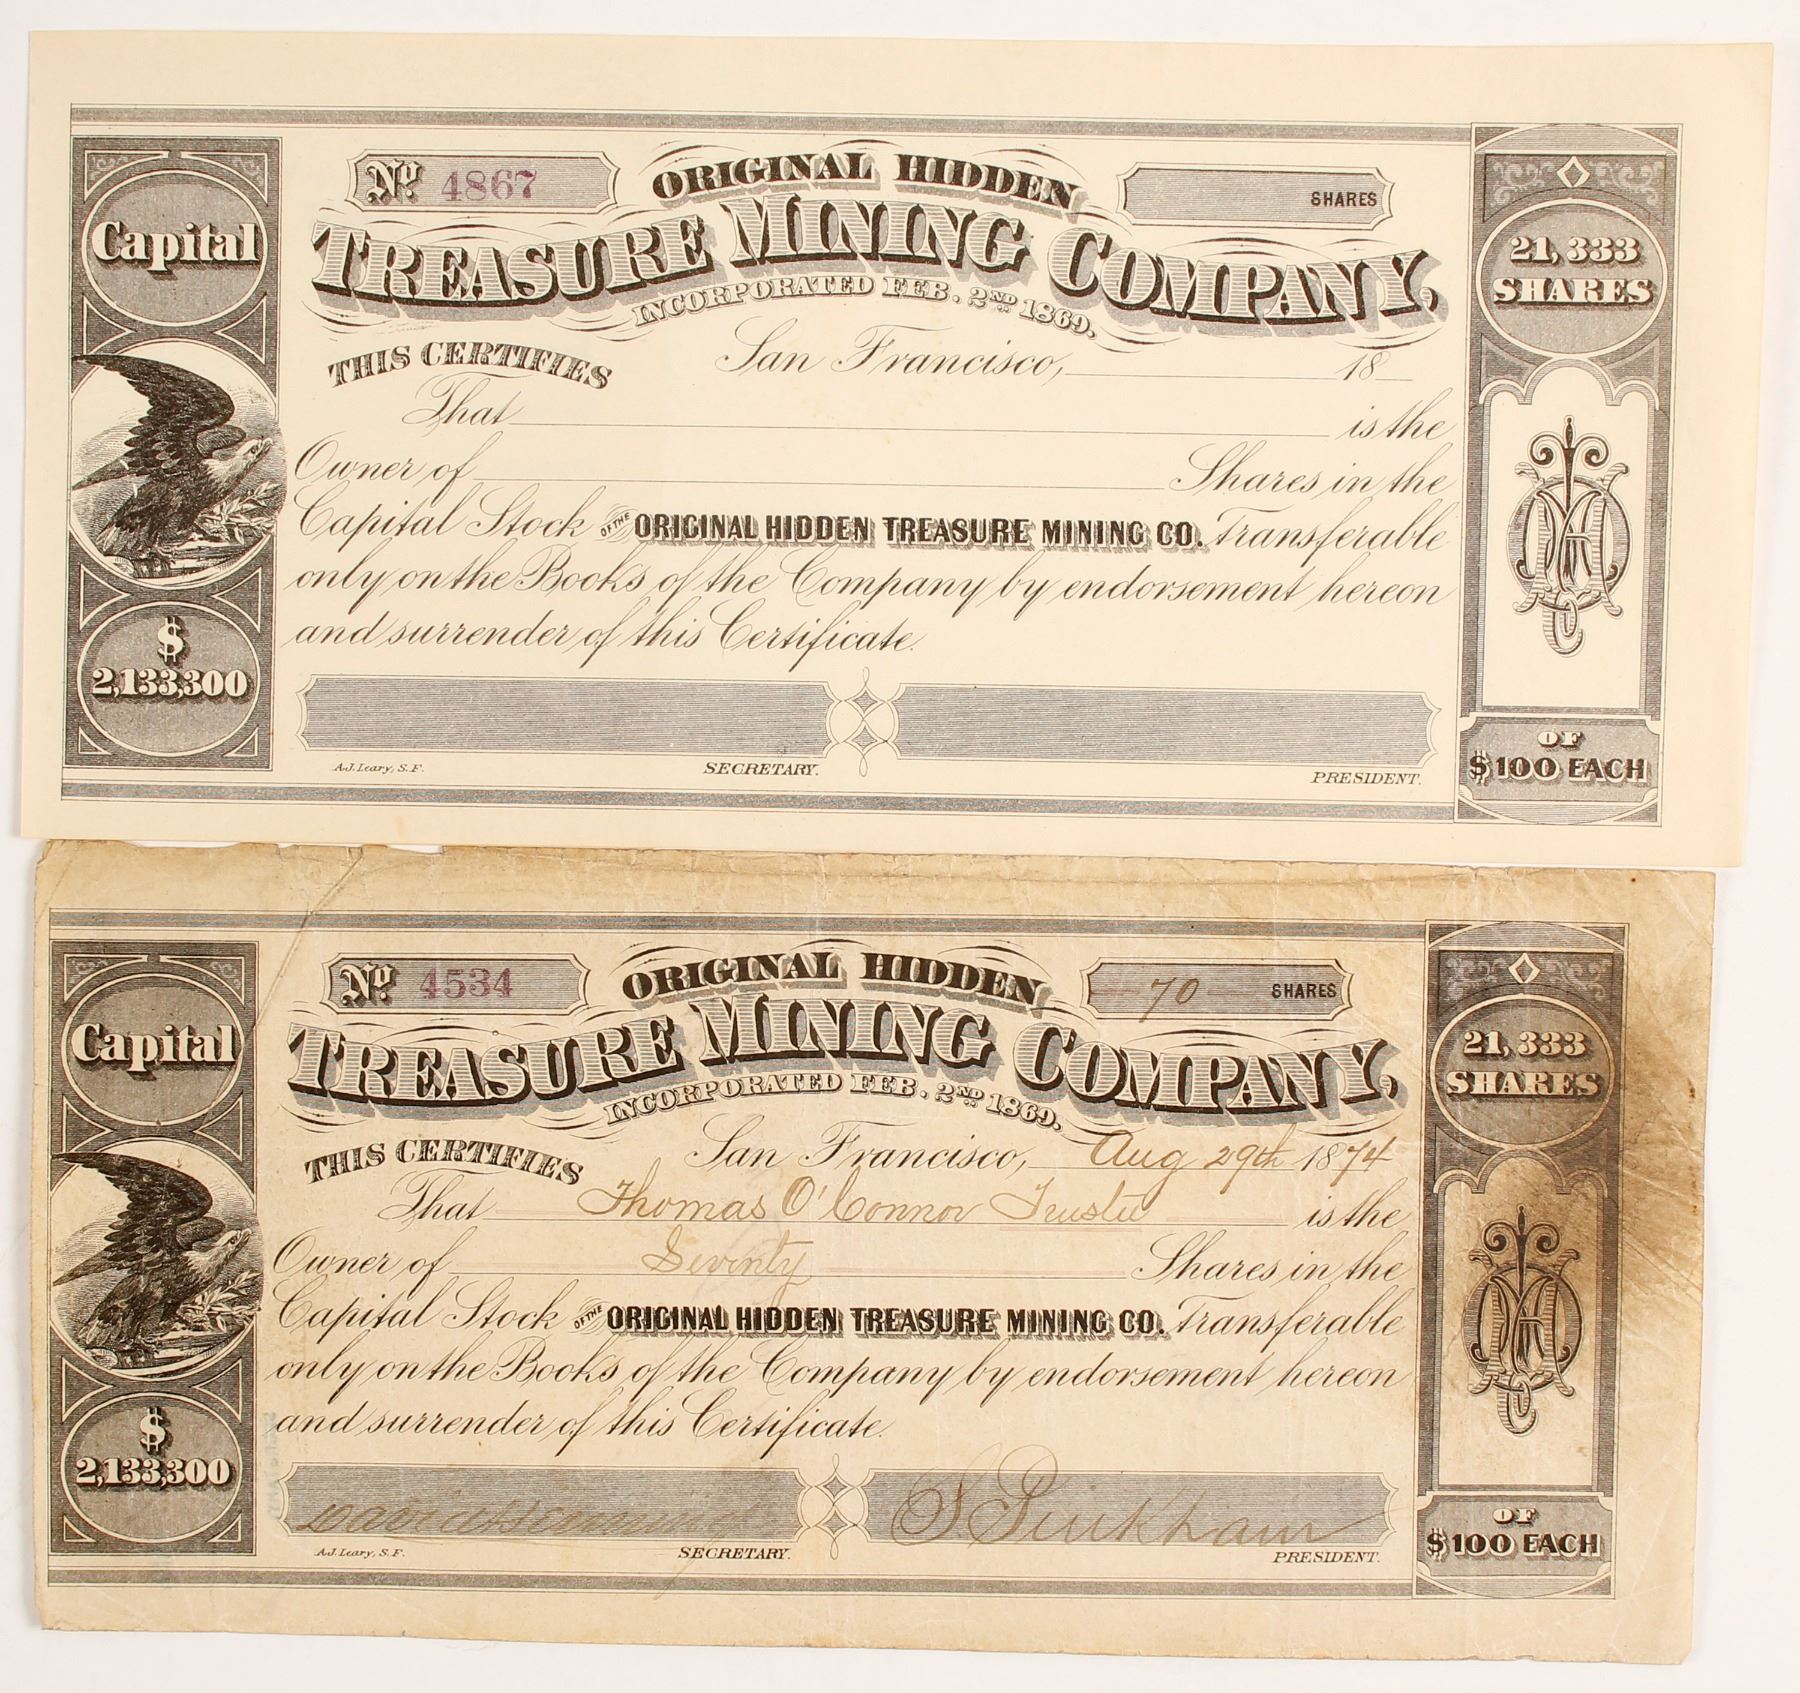 Capital
No. 4867
ORIGINAL HIDDEN
SHARES
TREASURE MINING COMPANY,
INCORPORATED FEB. 2ND 1869.
21,333
SHARES
THIS CERTIFIES
San Francisco, 18
That is the
Owner of Shares in the
Capital Stock OF THE ORIGINAL HIDDEN TREASURE MINING CO. Transferable
only on the Books of the Company by endorsement hereon
and surrender of this Certificate.
$
2,133,300
A.J. Leary, S.F. SECRETARY. PRESIDENT.
OF
$100 EACH
Capital
No. 4534
ORIGINAL HIDDEN
70 SHARES
TREASURE MINING COMPANY,
INCORPORATED FEB. 2ND 1869.
21,333
SHARES
THIS CERTIFIES
San Francisco, Aug 29th 1874
That Thomas O'Connor Trustee is the
Owner of Seventy Shares in the
Capital Stock OF THE ORIGINAL HIDDEN TREASURE MINING CO. Transferable
only on the Books of the Company by endorsement hereon
and surrender of this Certificate.
$
2,133,300
David S Pinkham
A.J. Leary, S.F. SECRETARY. PRESIDENT.
OF
$100 EACH